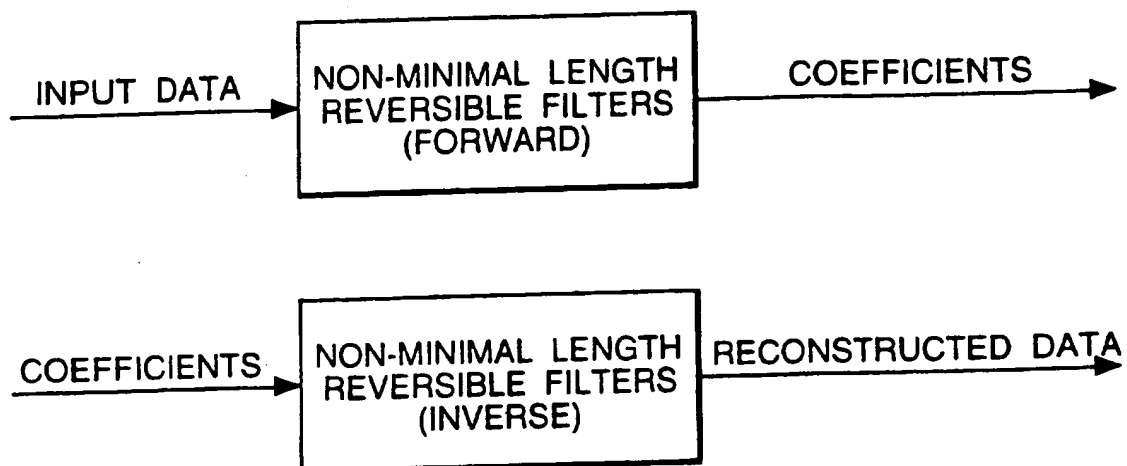 INPUT DATA
NON-MINIMAL LENGTH
REVERSIBLE FILTERS
(FORWARD)
COEFFICIENTS
COEFFICIENTS
NON-MINIMAL LENGTH
REVERSIBLE FILTERS
(INVERSE)
RECONSTRUCTED DATA